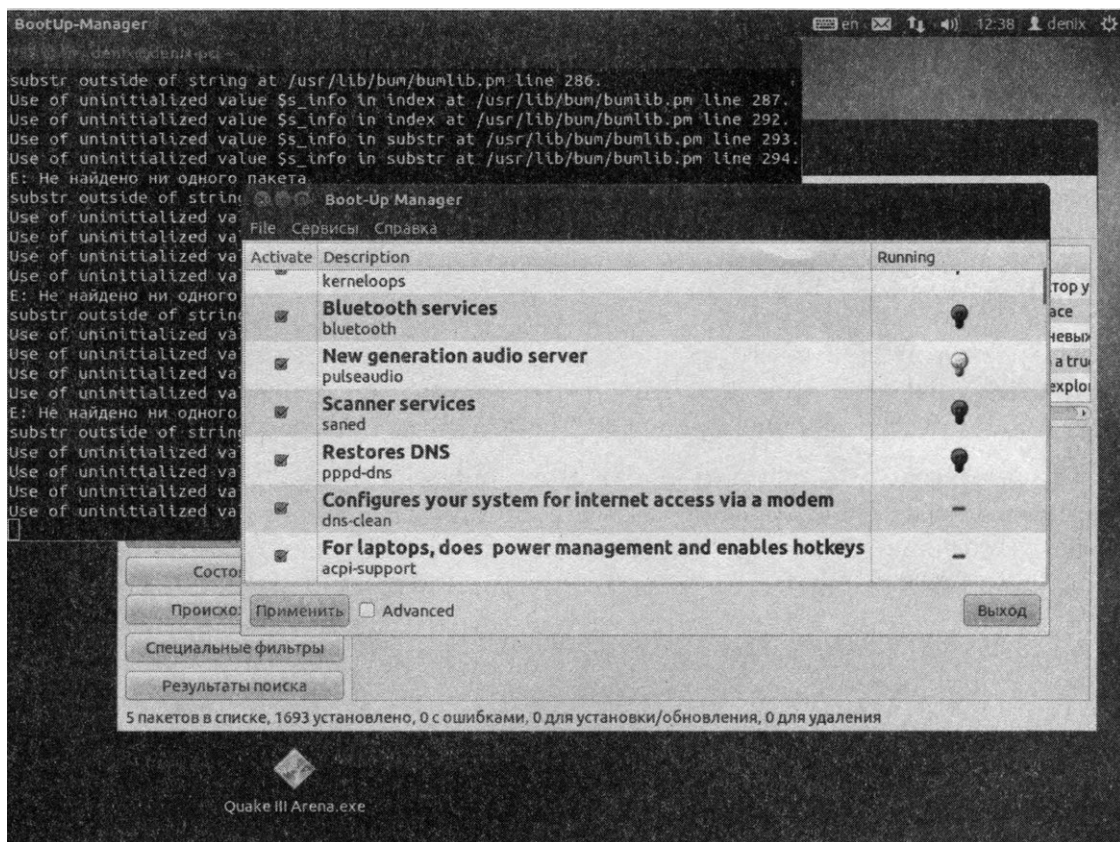 BootUp-Manager
en 12:38 denix
denix@denix-pc: ~
substr outside of string at /usr/lib/bum/bumlib.pm line 286.
Use of uninitialized value $s_info in index at /usr/lib/bum/bumlib.pm line 287.
Use of uninitialized value $s_info in index at /usr/lib/bum/bumlib.pm line 292.
Use of uninitialized value $s_info in substr at /usr/lib/bum/bumlib.pm line 293.
Use of uninitialized value $s_info in substr at /usr/lib/bum/bumlib.pm line 294.
E: Не найдено ни одного пакета
substr outside of string
Use of uninitialized va
Use of uninitialized va
Use of uninitialized va
Use of uninitialized va
E: Не найдено ни одного
substr outside of string
Use of uninitialized va
Use of uninitialized va
Use of uninitialized va
Use of uninitialized va
E: Не найдено ни одного
substr outside of string
Use of uninitialized va
Use of uninitialized va
Use of uninitialized va
Use of uninitialized va
Boot-Up Manager
File Сервисы Справка
Activate Description Running
kerneloops
Bluetooth services
bluetooth
New generation audio server
pulseaudio
Scanner services
saned
Restores DNS
pppd-dns
Configures your system for internet access via a modem
dns-clean
For laptops, does power management and enables hotkeys
acpi-support
Применить Advanced Выход
тор у
ace
невых
a tru
explor
Состо
Происхо
Специальные фильтры
Результаты поиска
5 пакетов в списке, 1693 установлено, 0 с ошибками, 0 для установки/обновления, 0 для удаления
Quake III Arena.exe